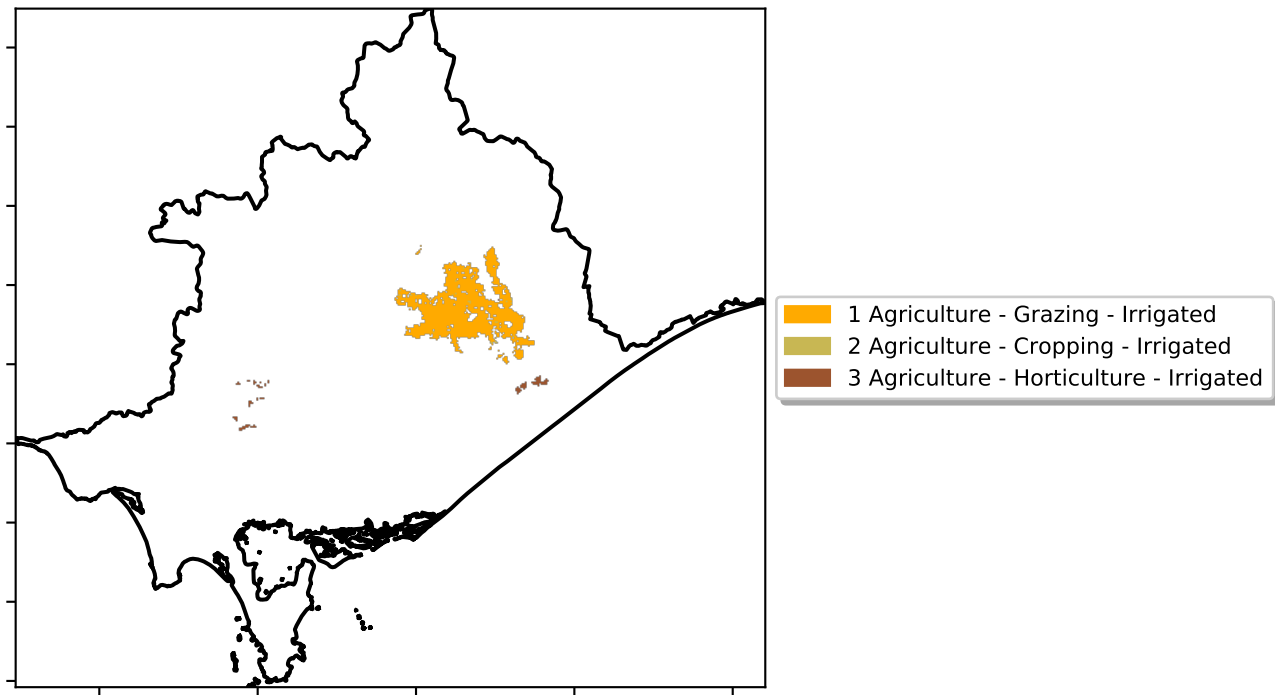 1 Agriculture - Grazing - Irrigated
2 Agriculture - Cropping - Irrigated
3 Agriculture - Horticulture - Irrigated